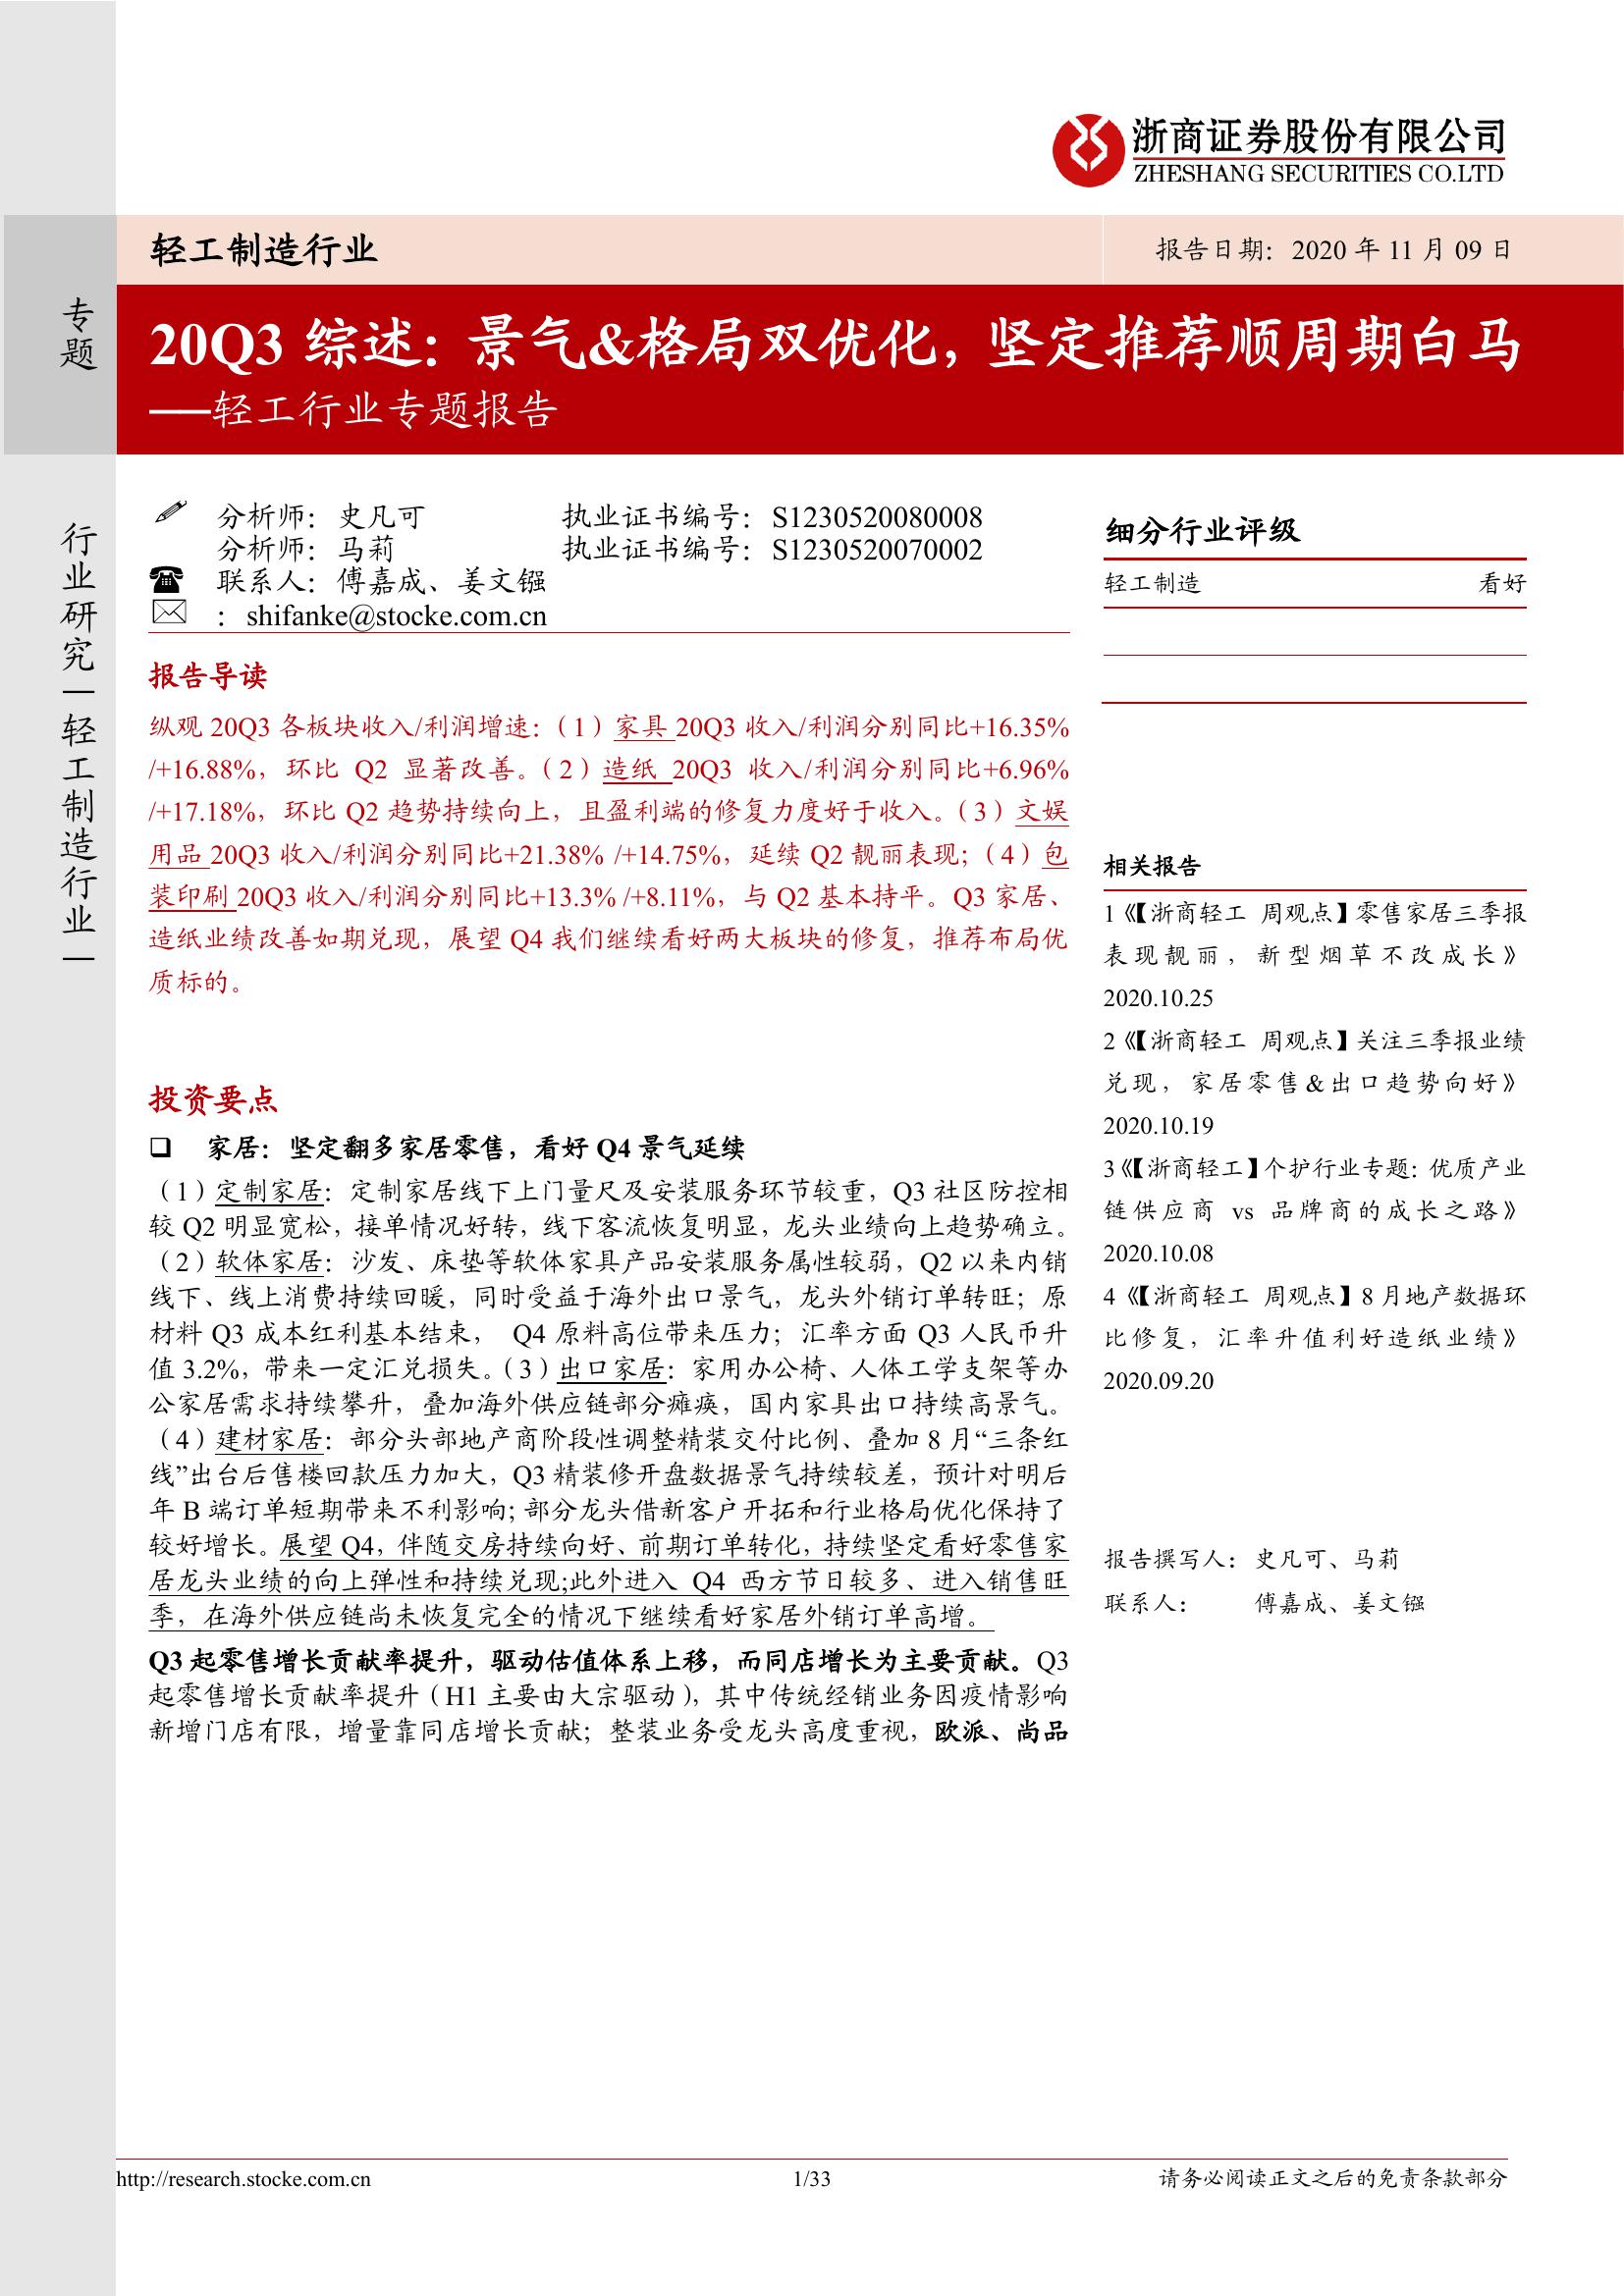 浙商证券股份有限公司
ZHESHANG SECURITIES CO.LTD
轻工制造行业
报告日期：2020 年 11 月 09 日
专题
20Q3 综述：景气&格局双优化，坚定推荐顺周期白马
——轻工行业专题报告
行业研究｜轻工制造行业｜
分析师：史凡可 执业证书编号：S1230520080008
分析师：马莉 执业证书编号：S1230520070002
联系人：傅嘉成、姜文镪
：shifanke@stocke.com.cn
报告导读
纵观 20Q3 各板块收入/利润增速：（1）家具 20Q3 收入/利润分别同比+16.35%
/+16.88%，环比 Q2 显著改善。（2）造纸 20Q3 收入/利润分别同比+6.96%
/+17.18%，环比 Q2 趋势持续向上，且盈利端的修复力度好于收入。（3）文娱
用品 20Q3 收入/利润分别同比+21.38% /+14.75%，延续 Q2 靓丽表现；（4）包
装印刷 20Q3 收入/利润分别同比+13.3% /+8.11%，与 Q2 基本持平。Q3 家居、
造纸业绩改善如期兑现，展望 Q4 我们继续看好两大板块的修复，推荐布局优
质标的。
投资要点
❑ 家居：坚定翻多家居零售，看好 Q4 景气延续
（1）定制家居：定制家居线下上门量尺及安装服务环节较重，Q3 社区防控相
较 Q2 明显宽松，接单情况好转，线下客流恢复明显，龙头业绩向上趋势确立。
（2）软体家居：沙发、床垫等软体家具产品安装服务属性较弱，Q2 以来内销
线下、线上消费持续回暖，同时受益于海外出口景气，龙头外销订单转旺；原
材料 Q3 成本红利基本结束， Q4 原料高位带来压力；汇率方面 Q3 人民币升
值 3.2%，带来一定汇兑损失。（3）出口家居：家用办公椅、人体工学支架等办
公家居需求持续攀升，叠加海外供应链部分瘫痪，国内家具出口持续高景气。
（4）建材家居：部分头部地产商阶段性调整精装交付比例、叠加 8 月“三条红
线”出台后售楼回款压力加大，Q3 精装修开盘数据景气持续较差，预计对明后
年 B 端订单短期带来不利影响；部分龙头借新客户开拓和行业格局优化保持了
较好增长。展望 Q4，伴随交房持续向好、前期订单转化，持续坚定看好零售家
居龙头业绩的向上弹性和持续兑现;此外进入 Q4 西方节日较多、进入销售旺
季，在海外供应链尚未恢复完全的情况下继续看好家居外销订单高增。
Q3 起零售增长贡献率提升，驱动估值体系上移，而同店增长为主要贡献。Q3
起零售增长贡献率提升（H1 主要由大宗驱动），其中传统经销业务因疫情影响
新增门店有限，增量靠同店增长贡献；整装业务受龙头高度重视，欧派、尚品
细分行业评级
轻工制造 看好
相关报告
1《【浙商轻工 周观点】零售家居三季报
表现靓丽，新型烟草不改成长》
2020.10.25
2《【浙商轻工 周观点】关注三季报业绩
兑现，家居零售&出口趋势向好》
2020.10.19
3《【浙商轻工】个护行业专题：优质产业
链供应商 vs 品牌商的成长之路》
2020.10.08
4《【浙商轻工 周观点】8 月地产数据环
比修复，汇率升值利好造纸业绩》
2020.09.20
报告撰写人：史凡可、马莉
联系人： 傅嘉成、姜文镪
http://research.stocke.com.cn
1/33
请务必阅读正文之后的免责条款部分